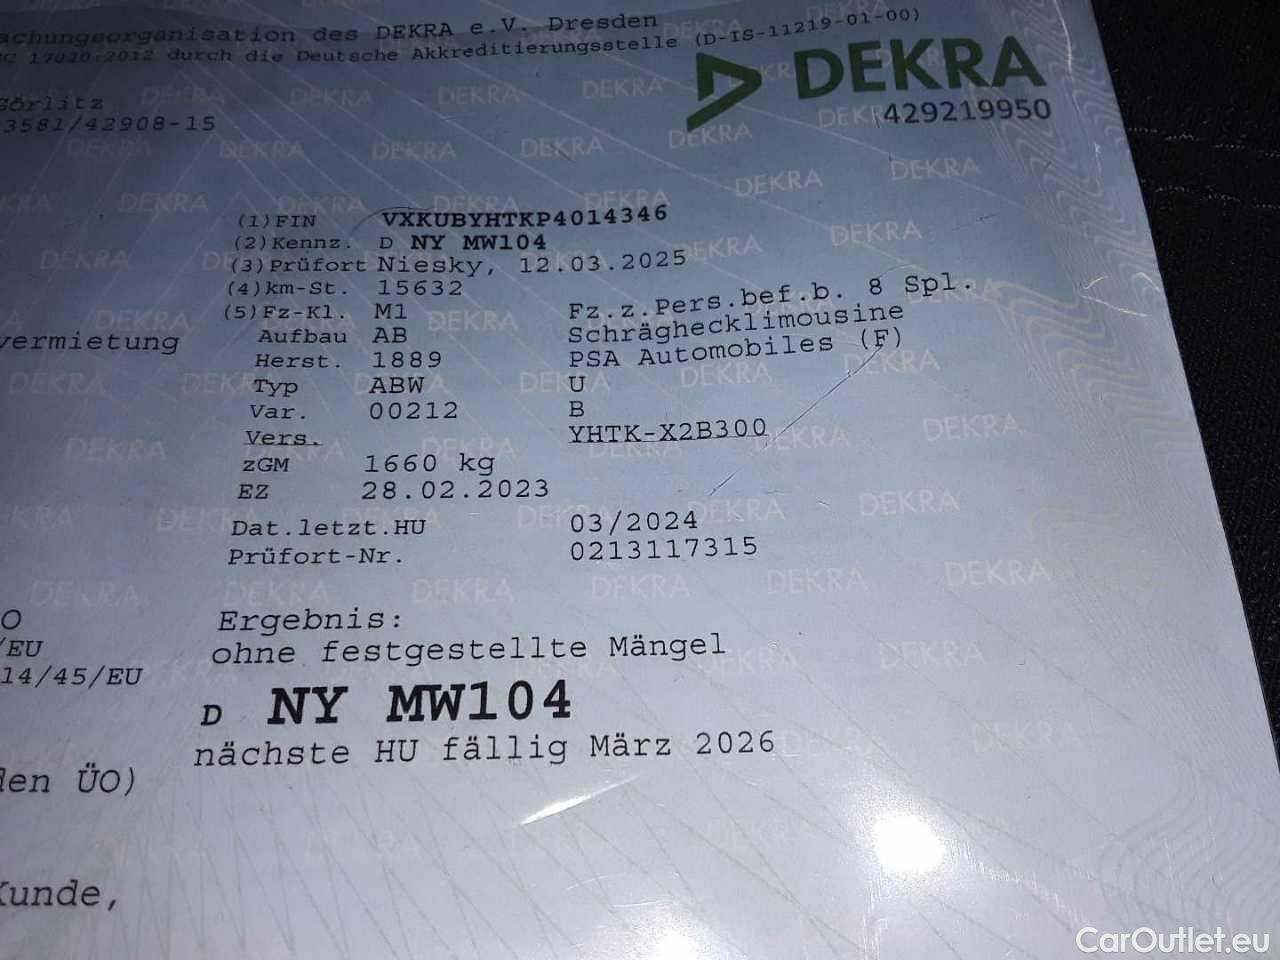 achungsorganisation des DEKRA e.V. Dresden
17020:2012 durch die Deutsche Akkreditierungsstelle (D-IS-11219-01-00)
DEKRA
429219950
Görlitz
3581/42908-15
(1) FIN VXKUBYHTKP4014346
(2) Kennz. D NY MW104
(3) Prüfort Niesky, 12.03.2025
(4) km-St. 15632
(5) Fz-Kl. M1 Fz.z.Pers.bef.b. 8 Spl.
vermietung
Aufbau AB Schräghecklimousine
Herst. 1889 PSA Automobiles (F)
Typ ABW U
Var. 00212 B
Vers. YHTK-X2B300
zGM 1660 kg
EZ 28.02.2023
Dat.letzt.HU 03/2024
Prüfort-Nr. 0213117315
O
/EU
14/45/EU
Ergebnis:
ohne festgestellte Mängel
D NY MW104
nächste HU fällig März 2026
den ÜO)
Kunde,
CarOutlet.eu